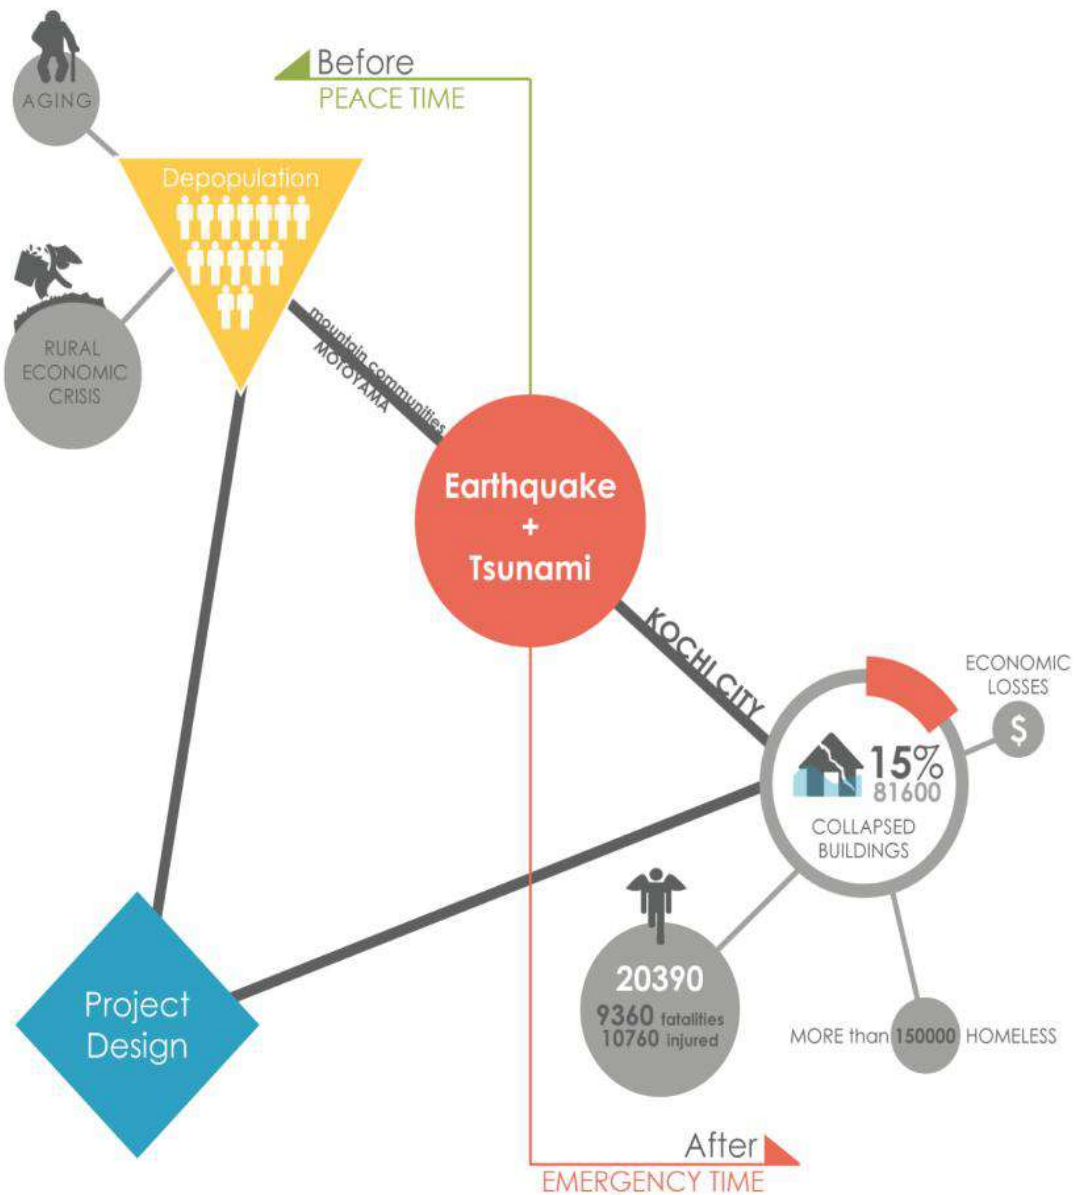 Before
PEACE TIME
AGING
Depopulation
RURAL
ECONOMIC
CRISIS
mountain communities
MOTOYAMA
Earthquake
+
Tsunami
KOCHI CITY
ECONOMIC
LOSSES
$
15%
81600
COLLAPSED
BUILDINGS
20390
9360 fatalities
10760 injured
MORE than 150000 HOMELESS
Project
Design
After
EMERGENCY TIME